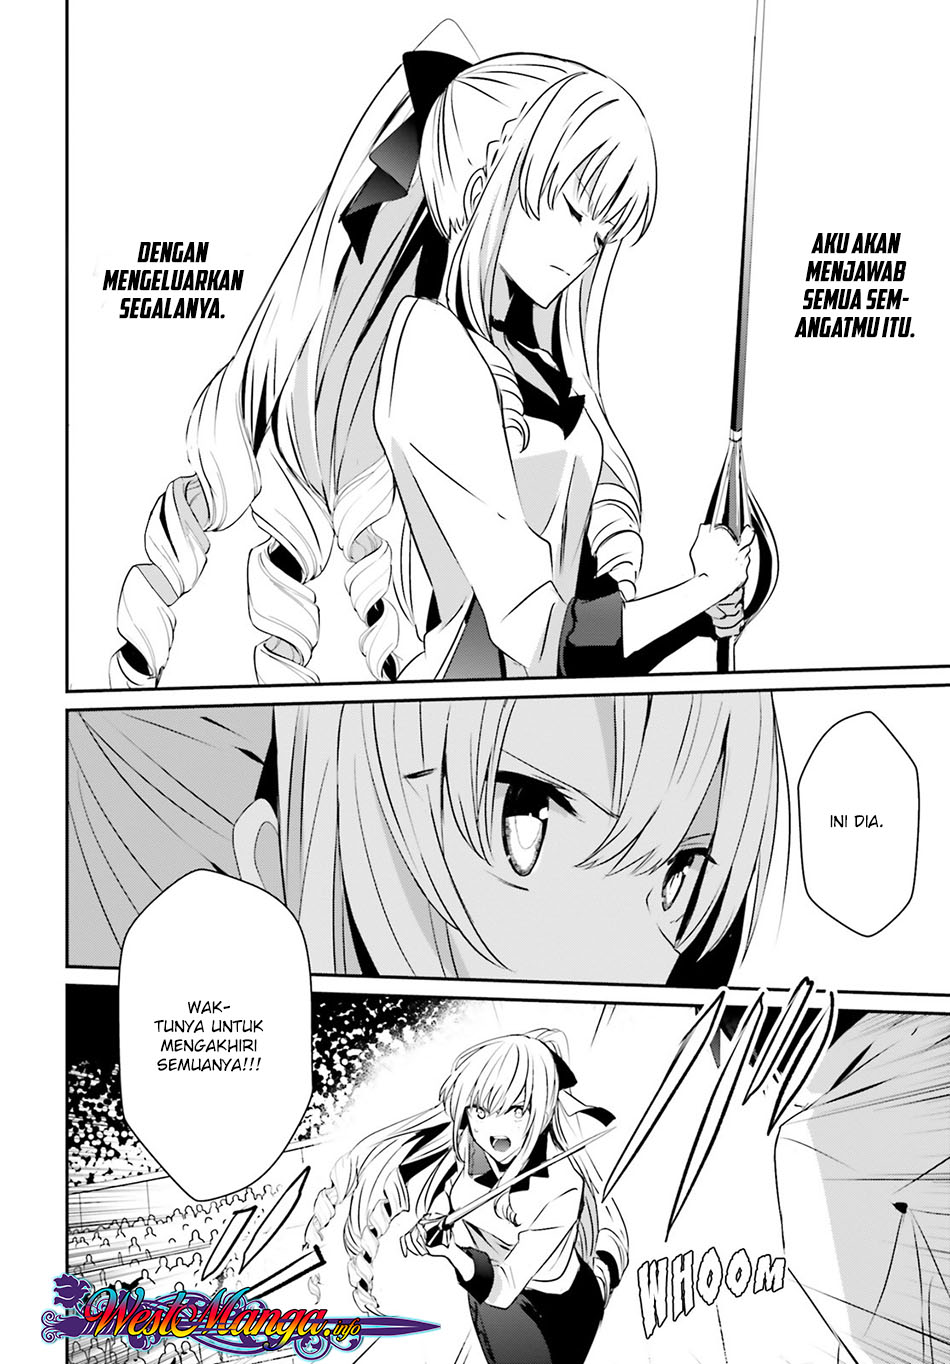 AKU AKAN
MENJAWAB
SEMUA SEM-
ANGATMU ITU.
DENGAN
MENGELUARKAN
SEGALANYA.
INI DIA.
WAK-
TUNYA UNTUK
MENGAKHIRI
SEMUANYA!!!
WHOOM
WestManga.info